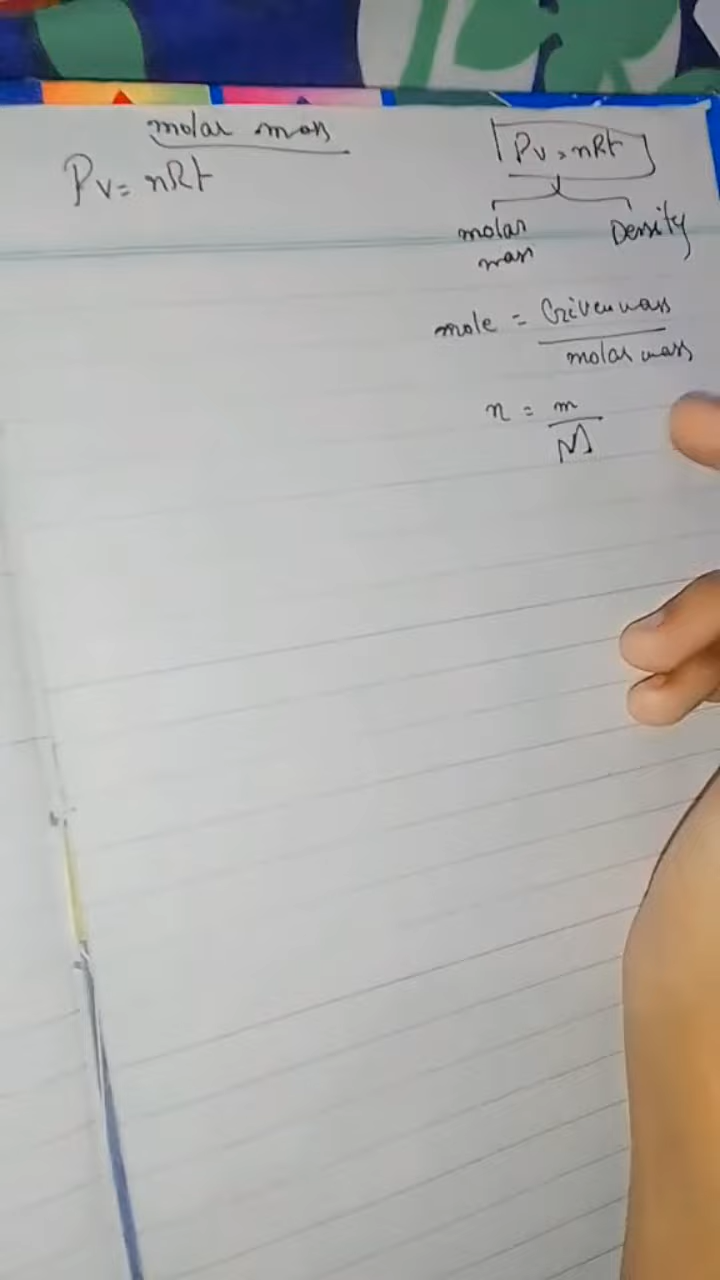 molar mass
PV = nRt
PV = nRt
molar mass
Density
mole = Given mass / molar mass
n = m / M